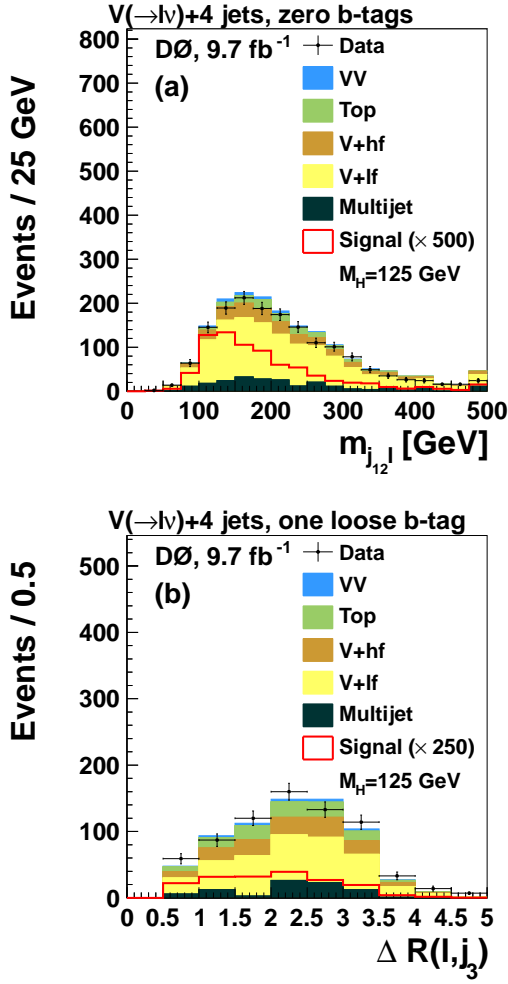 V(→lν)+4 jets, zero b-tags
Events / 25 GeV
800
700
600
500
400
300
200
100
0
DØ, 9.7 fb⁻¹
(a)
Data
VV
Top
V+hf
V+lf
Multijet
Signal (× 500)
M_H=125 GeV
0 100 200 300 400 500
m_{j_{12}l} [GeV]
V(→lν)+4 jets, one loose b-tag
Events / 0.5
500
400
300
200
100
0
DØ, 9.7 fb⁻¹
(b)
Data
VV
Top
V+hf
V+lf
Multijet
Signal (× 250)
M_H=125 GeV
0 0.5 1 1.5 2 2.5 3 3.5 4 4.5 5
Δ R(l,j_3)